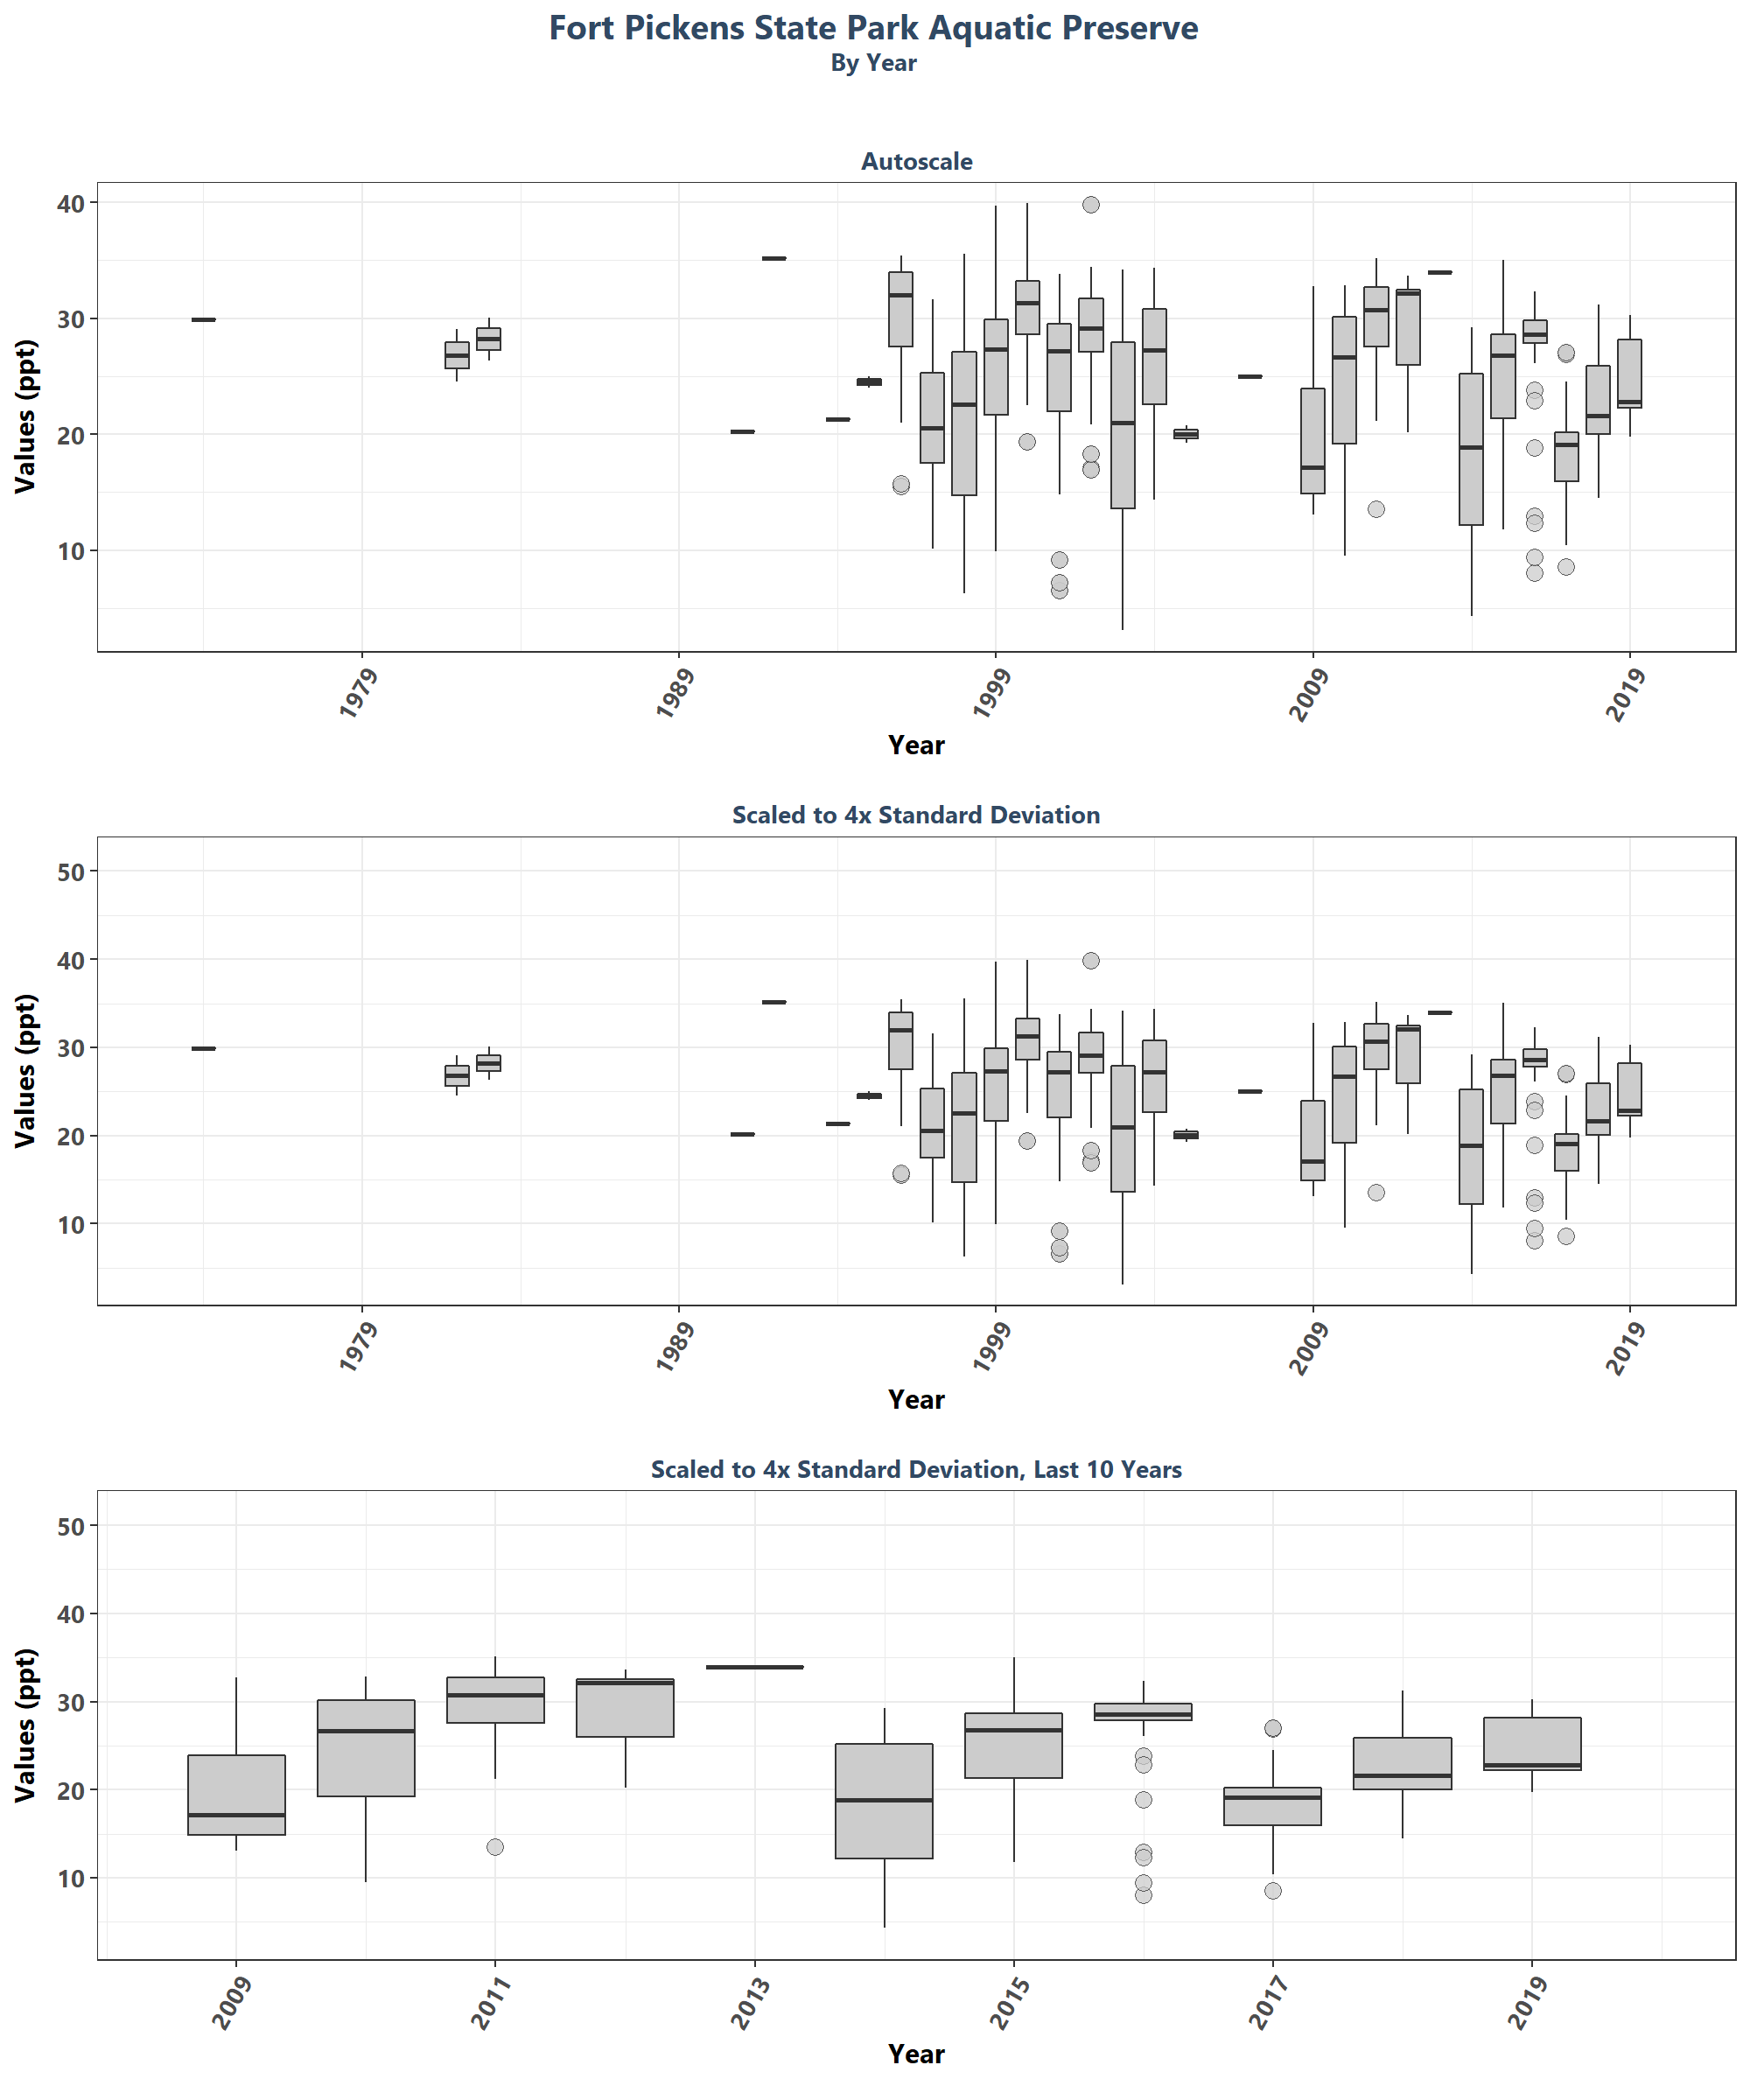 Fort Pickens State Park Aquatic Preserve
By Year
Autoscale
Values (ppt)
40
30
20
10
1979 1989 1999 2009 2019
Year
Scaled to 4x Standard Deviation
Values (ppt)
50
40
30
20
10
1979 1989 1999 2009 2019
Year
Scaled to 4x Standard Deviation, Last 10 Years
Values (ppt)
50
40
30
20
10
2009 2011 2013 2015 2017 2019
Year